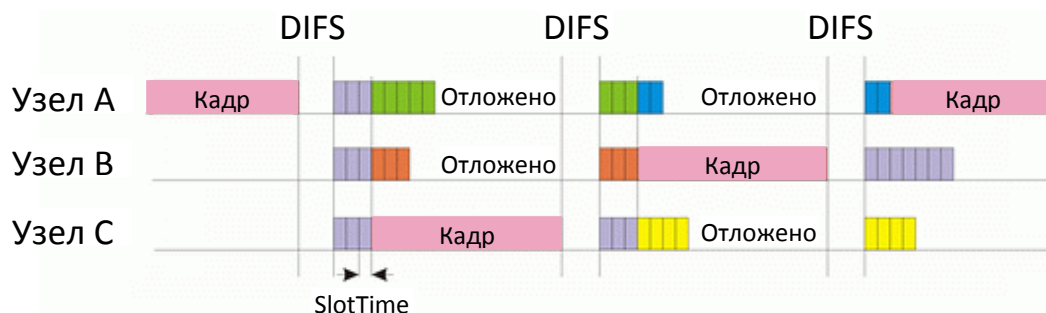 DIFS DIFS DIFS
Узел A Кадр Отложено Отложено Кадр
Узел B Отложено Кадр
Узел C Кадр Отложено
SlotTime